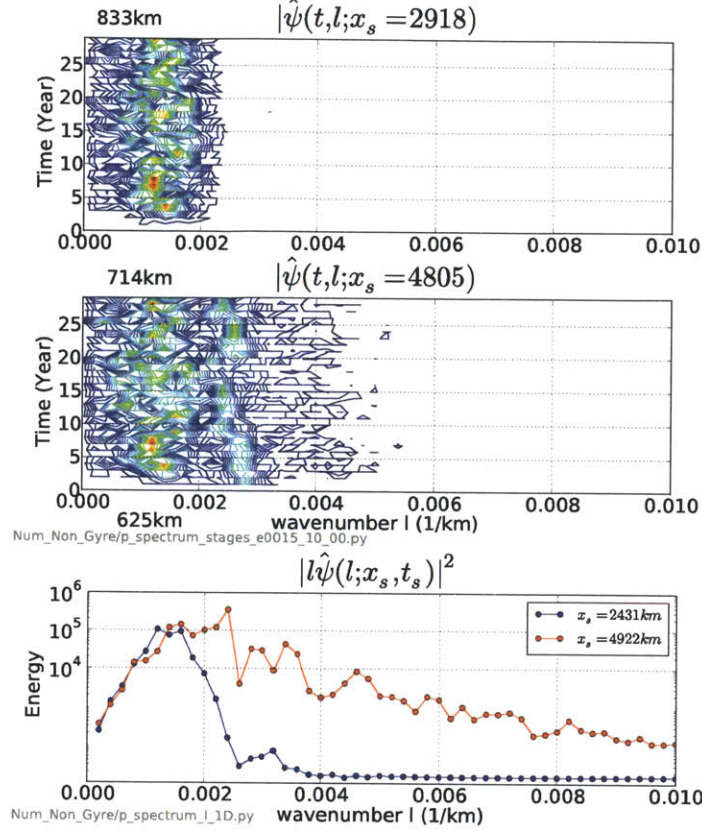 833km
|ψ̂(t,l;x_s=2918)
Time (Year)
25
20
15
10
5
0
0.000 0.002 0.004 0.006 0.008 0.010
714km
|ψ̂(t,l;x_s=4805)
Time (Year)
25
20
15
10
5
0
0.000 0.002 0.004 0.006 0.008 0.010
625km
wavenumber l (1/km)
Num_Non_Gyre/p_spectrum_stages_e0015_10_00.py
|lψ̂(l;x_s,t_s)|²
Energy
10⁶
10⁵
10⁴
x_s=2431km
x_s=4922km
0.000 0.002 0.004 0.006 0.008 0.010
wavenumber l (1/km)
Num_Non_Gyre/p_spectrum_l_1D.py